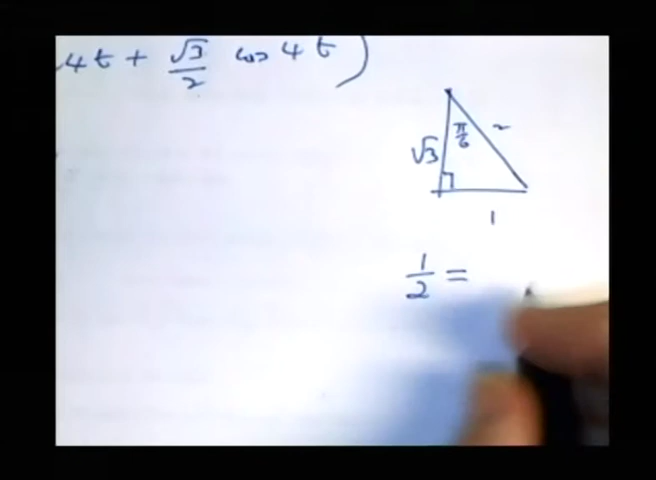 4t + √3/2 cos 4t )
√3 π/6 2
1
1/2 =